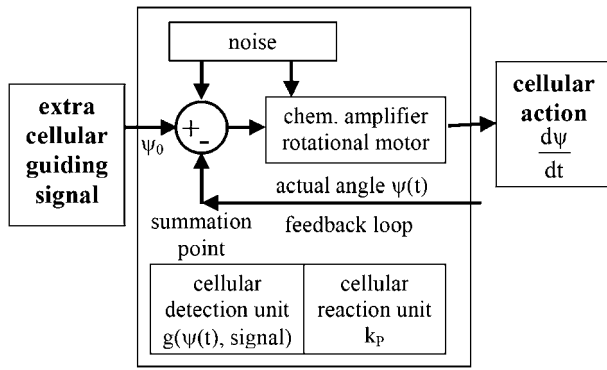 noise
extra
cellular
guiding
signal
ψ₀
+
-
chem. amplifier
rotational motor
cellular
action
dψ
dt
actual angle ψ(t)
feedback loop
summation
point
cellular
detection unit
g(ψ(t), signal)
cellular
reaction unit
k_P